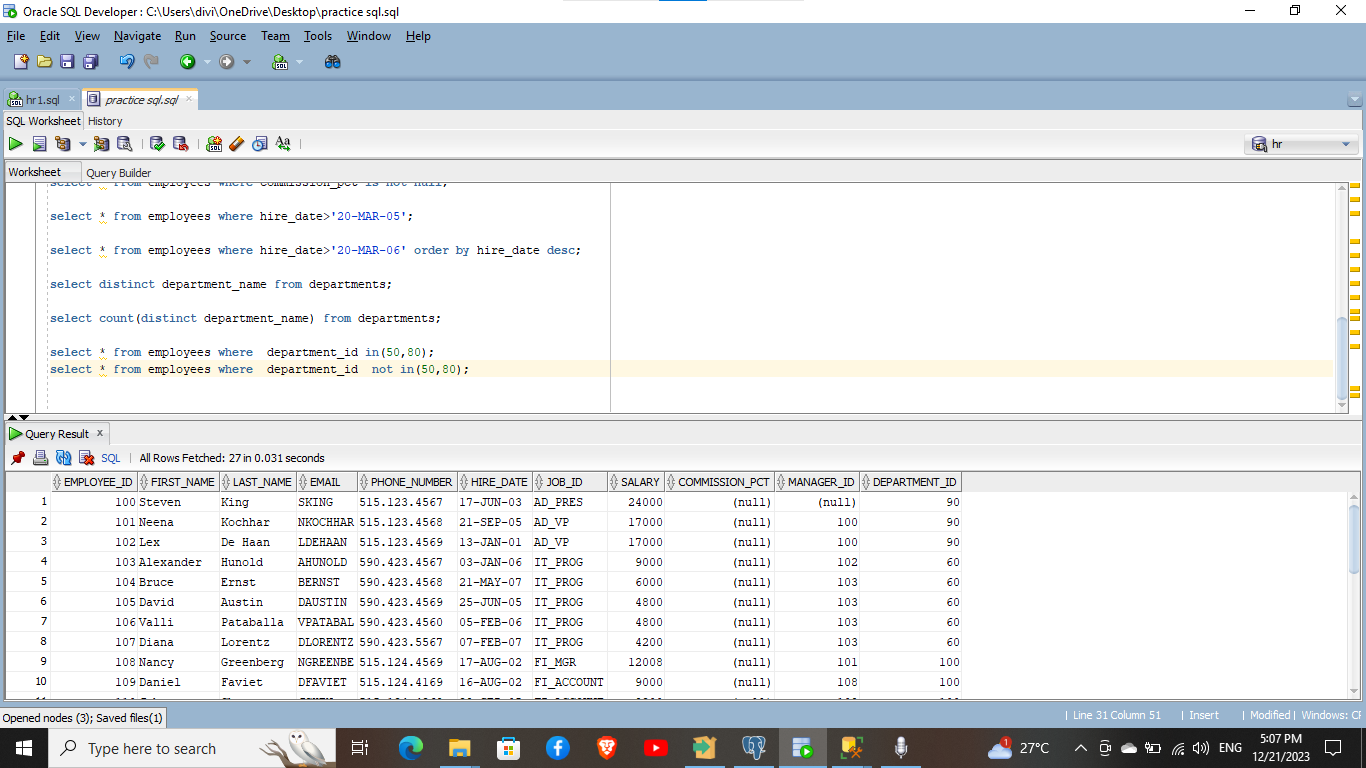 Oracle SQL Developer : C:\Users\divi\OneDrive\Desktop\practice sql.sql
File Edit View Navigate Run Source Team Tools Window Help
hr1.sql practice sql.sql
SQL Worksheet History
hr
Worksheet Query Builder
select * from employees where commission_pct is not null;
select * from employees where hire_date>'20-MAR-05';
select * from employees where hire_date>'20-MAR-06' order by hire_date desc;
select distinct department_name from departments;
select count(distinct department_name) from departments;
select * from employees where  department_id in(50,80);
select * from employees where  department_id  not in(50,80);
Query Result x
SQL | All Rows Fetched: 27 in 0.031 seconds
EMPLOYEE_ID FIRST_NAME LAST_NAME EMAIL PHONE_NUMBER HIRE_DATE JOB_ID SALARY COMMISSION_PCT MANAGER_ID DEPARTMENT_ID
1 100 Steven King SKING 515.123.4567 17-JUN-03 AD_PRES 24000 (null) (null) 90
2 101 Neena Kochhar NKOCHHAR 515.123.4568 21-SEP-05 AD_VP 17000 (null) 100 90
3 102 Lex De Haan LDEHAAN 515.123.4569 13-JAN-01 AD_VP 17000 (null) 100 90
4 103 Alexander Hunold AHUNOLD 590.423.4567 03-JAN-06 IT_PROG 9000 (null) 102 60
5 104 Bruce Ernst BERNST 590.423.4568 21-MAY-07 IT_PROG 6000 (null) 103 60
6 105 David Austin DAUSTIN 590.423.4569 25-JUN-05 IT_PROG 4800 (null) 103 60
7 106 Valli Pataballa VPATABAL 590.423.4560 05-FEB-06 IT_PROG 4800 (null) 103 60
8 107 Diana Lorentz DLORENTZ 590.423.5567 07-FEB-07 IT_PROG 4200 (null) 103 60
9 108 Nancy Greenberg NGREENBE 515.124.4569 17-AUG-02 FI_MGR 12008 (null) 101 100
10 109 Daniel Faviet DFAVIET 515.124.4169 16-AUG-02 FI_ACCOUNT 9000 (null) 108 100
Opened nodes (3); Saved files(1) | Line 31 Column 51 | Insert | Modified | Windows: CF
Type here to search 1 27°C ENG 5:07 PM
12/21/2023